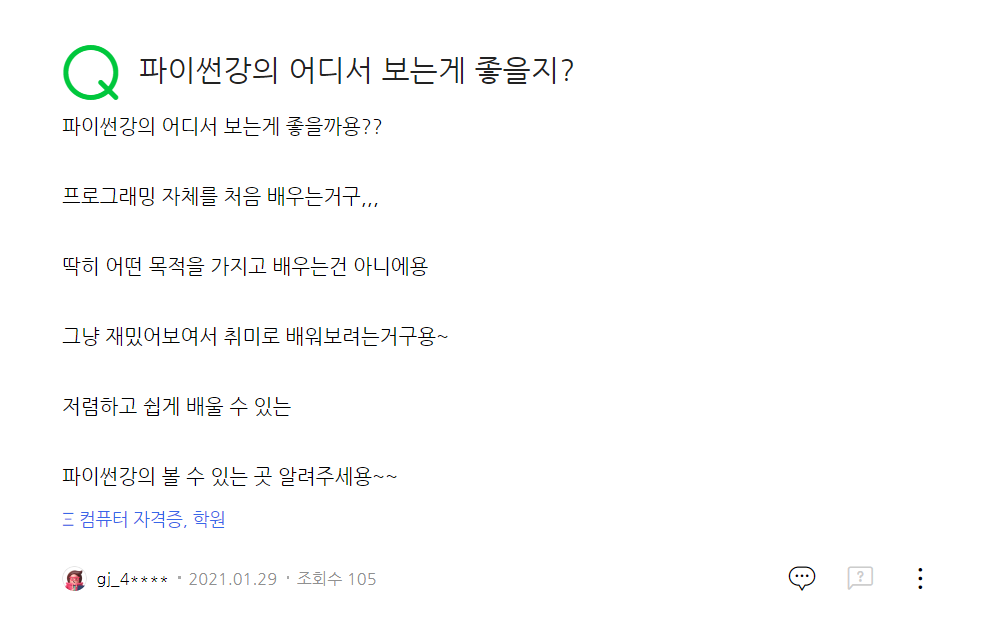 파이썬강의 어디서 보는게 좋을지?
파이썬강의 어디서 보는게 좋을까용??
프로그래밍 자체를 처음 배우는거구,,,
딱히 어떤 목적을 가지고 배우는건 아니에용
그냥 재밌어보여서 취미로 배워보려는거구용~
저렴하고 쉽게 배울 수 있는
파이썬강의 볼 수 있는 곳 알려주세용~~
컴퓨터 자격증, 학원
gj_4**** · 2021.01.29 · 조회수 105